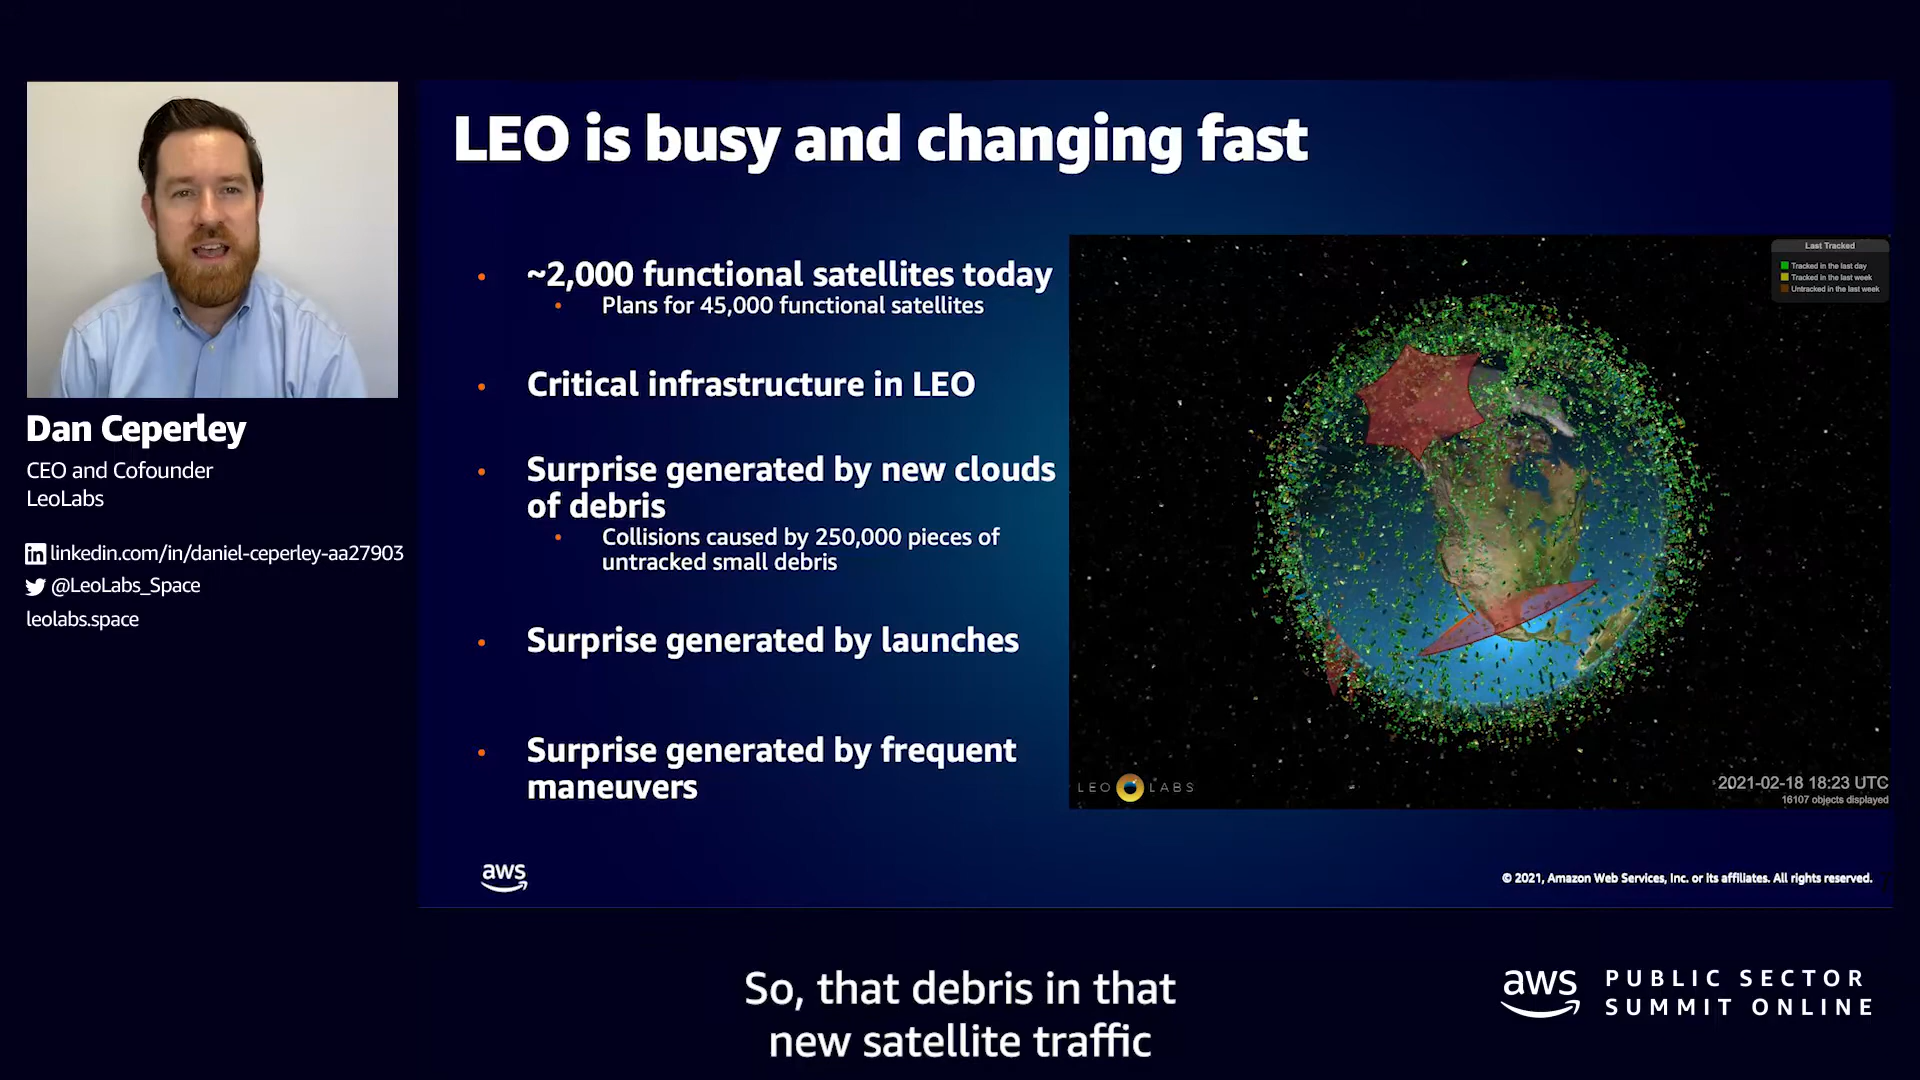 LEO is busy and changing fast
Dan Ceperley
CEO and Cofounder
LeoLabs
in linkedin.com/in/daniel-ceperley-aa27903
@LeoLabs_Space
leolabs.space
• ~2,000 functional satellites today
• Plans for 45,000 functional satellites
• Critical infrastructure in LEO
• Surprise generated by new clouds
of debris
• Collisions caused by 250,000 pieces of
untracked small debris
• Surprise generated by launches
• Surprise generated by frequent
maneuvers
Last Tracked
Tracked in the last day
Tracked in the last week
Untracked in the last week
LEO LABS
2021-02-18 18:23 UTC
16107 objects displayed
aws
© 2021, Amazon Web Services, Inc. or its affiliates. All rights reserved.
So, that debris in that
new satellite traffic
aws PUBLIC SECTOR
SUMMIT ONLINE